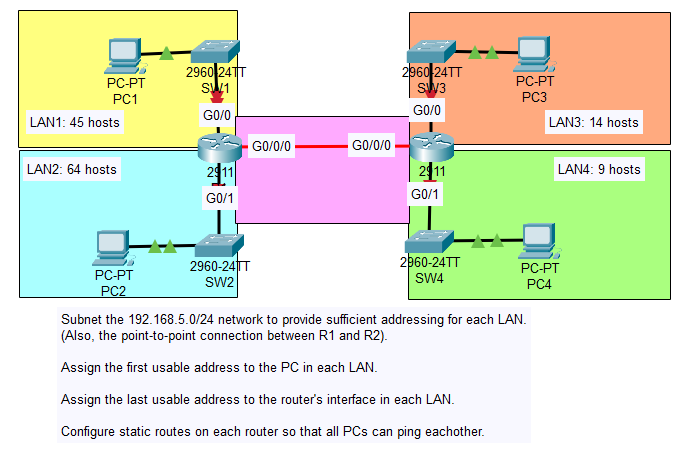 PC-PT
PC1
2960-24TT
SW1
G0/0
LAN1: 45 hosts
2960-24TT
SW3
PC-PT
PC3
G0/0
LAN3: 14 hosts
G0/0/0
G0/0/0
2911
2911
LAN2: 64 hosts
G0/1
PC-PT
PC2
2960-24TT
SW2
LAN4: 9 hosts
G0/1
2960-24TT
SW4
PC-PT
PC4
Subnet the 192.168.5.0/24 network to provide sufficient addressing for each LAN.
(Also, the point-to-point connection between R1 and R2).
Assign the first usable address to the PC in each LAN.
Assign the last usable address to the router's interface in each LAN.
Configure static routes on each router so that all PCs can ping eachother.